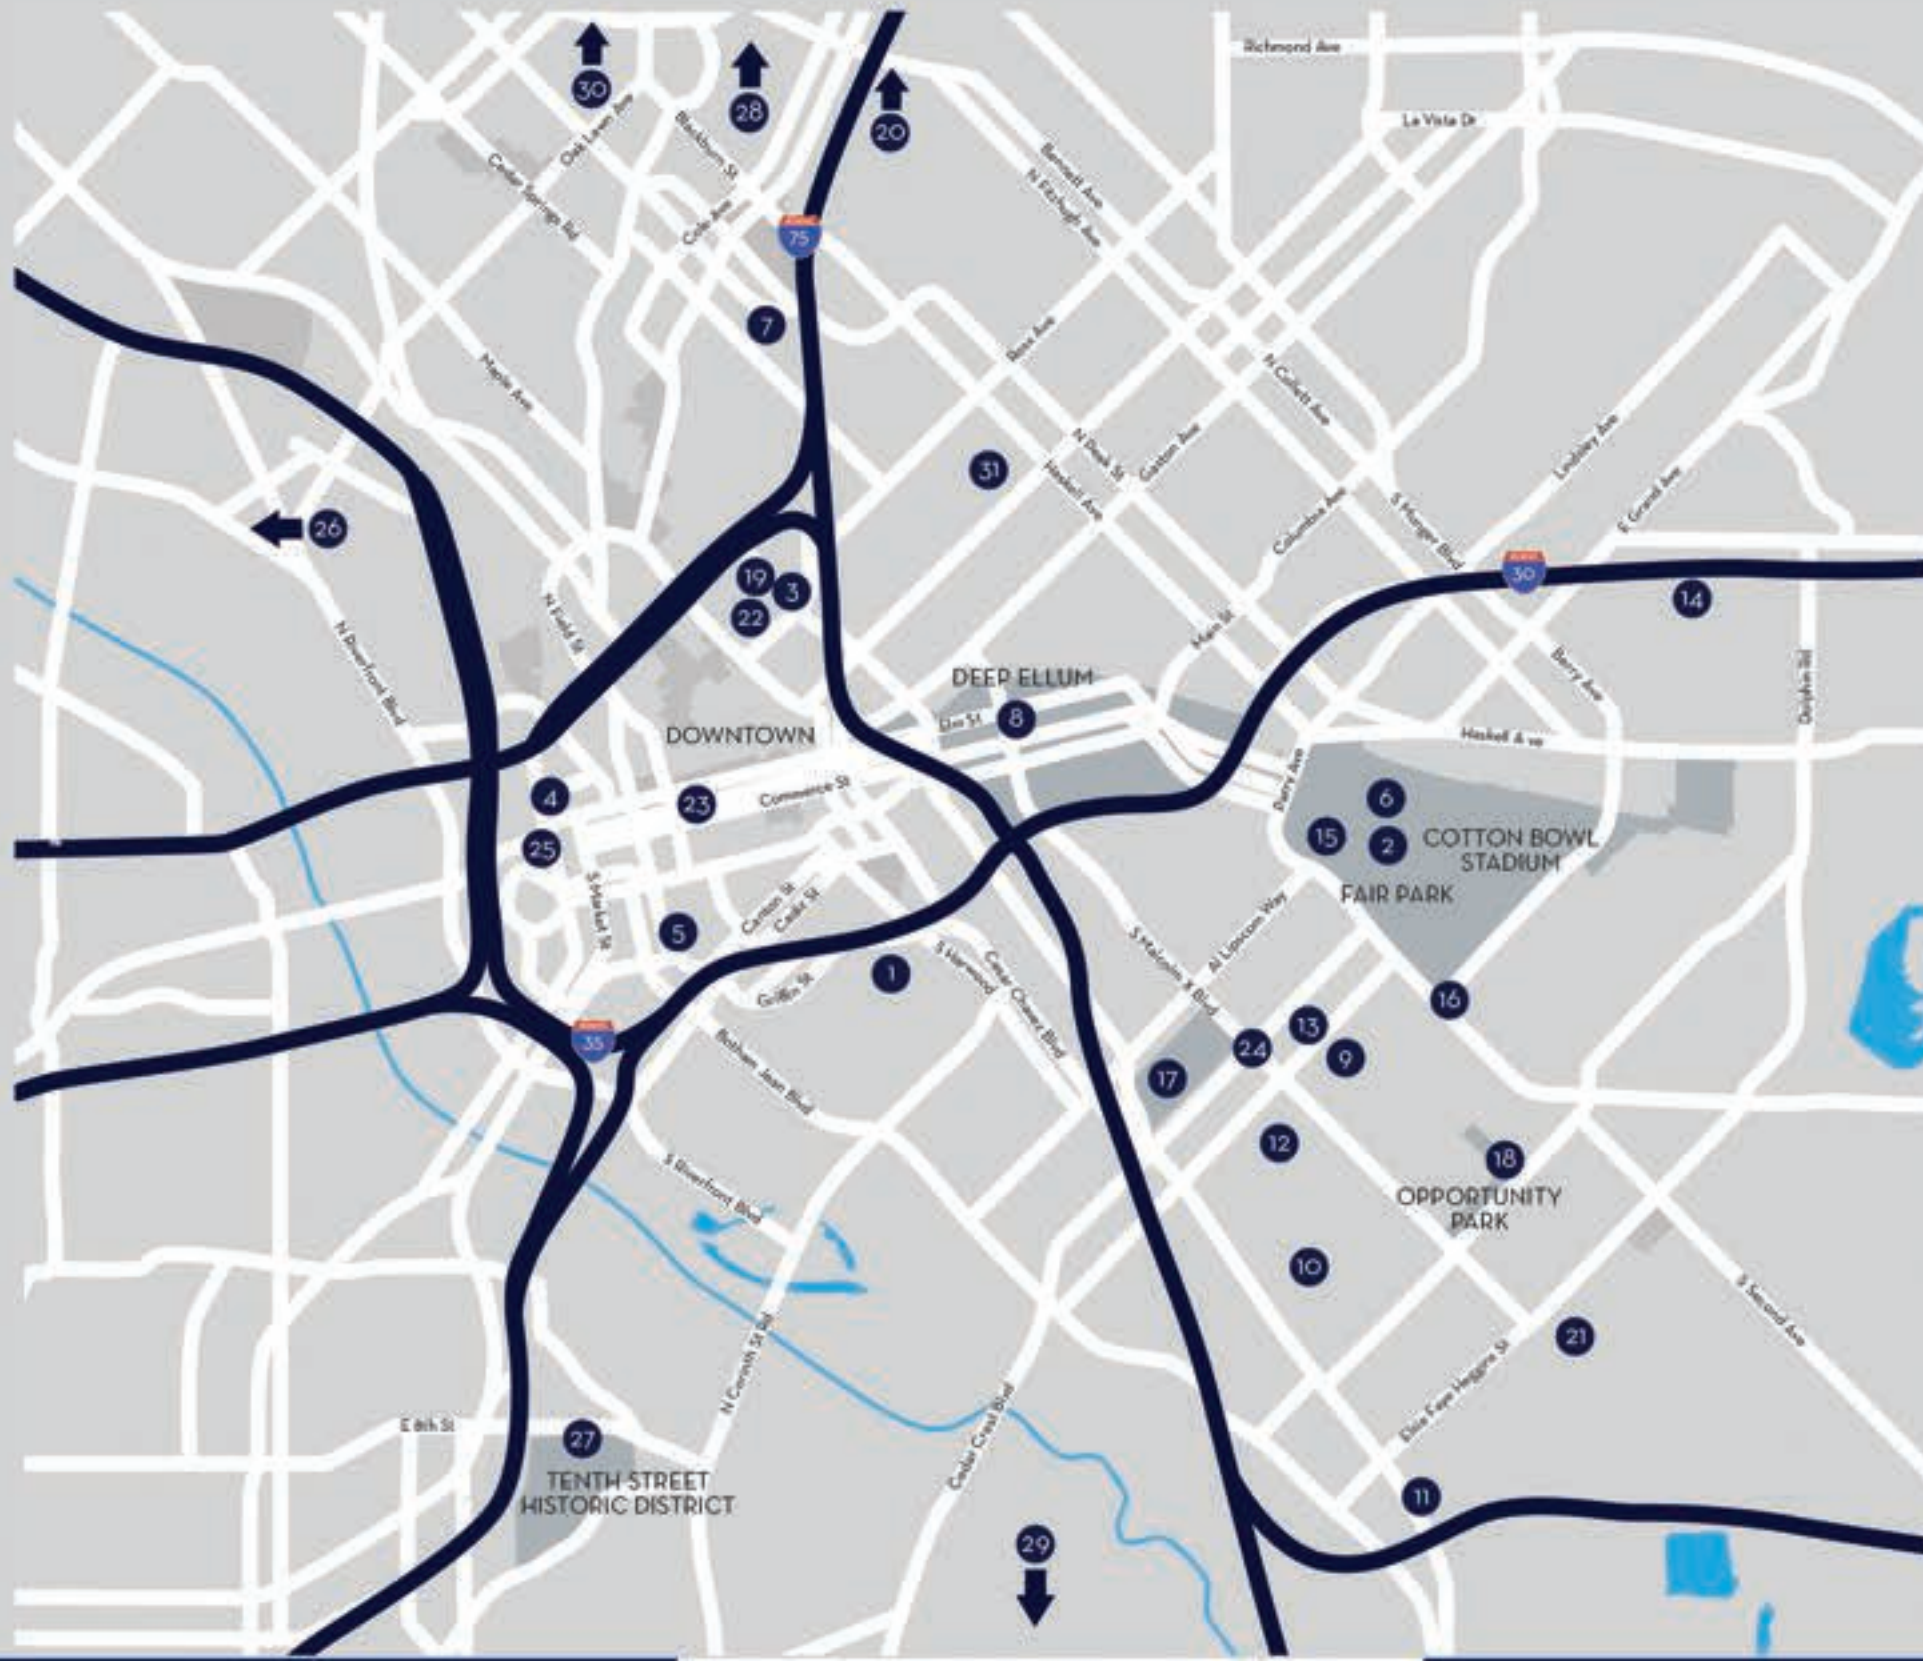 Richmond Ave
30
28
20
La Vista Dr
Oak Lawn Ave
Blackburn St
Cedar Springs Rd
Bennett Ave
N Fitzhugh Ave
Cole Ave
75
7
Ross Ave
Maple Ave
N Collett Ave
31
N Peak St
Gaston Ave
Haskell Ave
Lindsley Ave
E Grand Ave
Columbia Ave
S Munger Blvd
26
30
14
19
3
22
N Field St
N Riverfront Blvd
Main St
Barry Ave
Dolphin Rd
DEEP ELLUM
Elm St
8
DOWNTOWN
Haskell Ave
Parry Ave
4
23
Commerce St
6
25
15
2
COTTON BOWL
STADIUM
FAIR PARK
S Market St
Canton St
Cadiz St
5
Al Lipscom Way
S Malcolm X Blvd
S Harwood
Cesar Chavez Blvd
1
Griffin St
16
35
13
24
9
Botham Jean Blvd
17
12
18
S Riverfront Blvd
OPPORTUNITY
PARK
10
S Second Ave
21
N Corinth St Rd
Elsie Faye Heggins St
E 8th St
27
Cedar Crest Blvd
TENTH STREET
HISTORIC DISTRICT
11
29